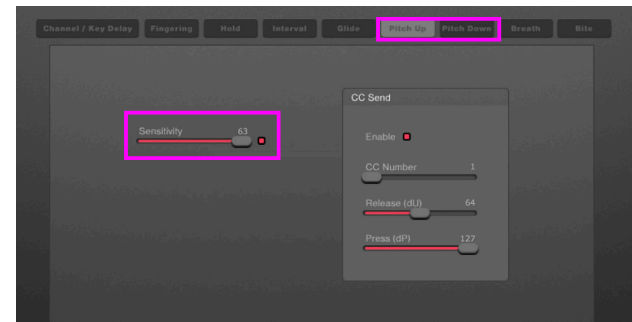 Channel / Key Delay Fingering Hold Interval Glide Pitch Up Pitch Down Breath Bite
CC Send
Sensitivity 63
Enable
CC Number 1
Release (dU) 64
Press (dP) 127